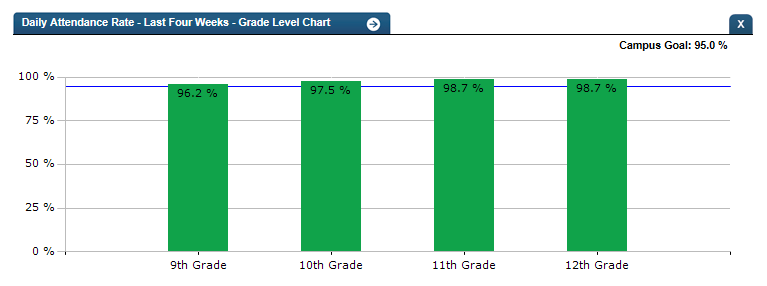 Daily Attendance Rate - Last Four Weeks - Grade Level Chart
X
Campus Goal: 95.0 %
100 %
96.2 % 97.5 % 98.7 % 98.7 %
75 %
50 %
25 %
0 %
9th Grade 10th Grade 11th Grade 12th Grade